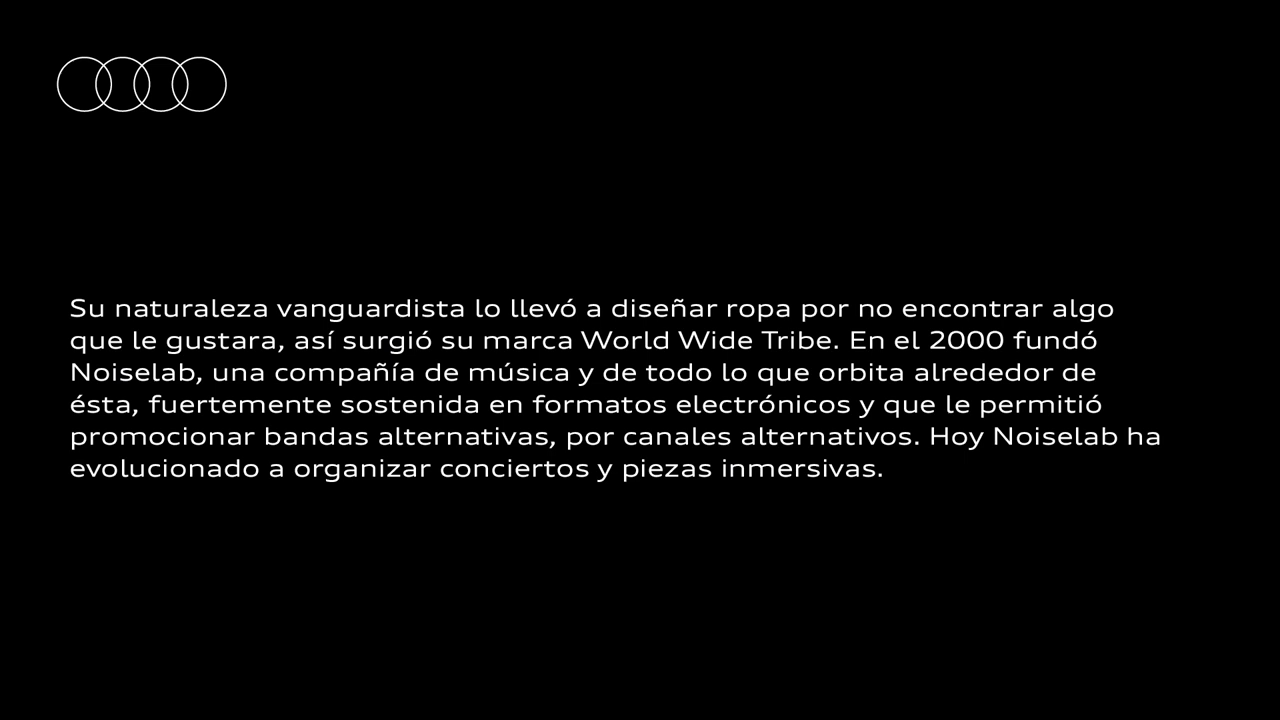 Su naturaleza vanguardista lo llevó a diseñar ropa por no encontrar algo
que le gustara, así surgió su marca World Wide Tribe. En el 2000 fundó
Noiselab, una compañía de música y de todo lo que orbita alrededor de
ésta, fuertemente sostenida en formatos electrónicos y que le permitió
promocionar bandas alternativas, por canales alternativos. Hoy Noiselab ha
evolucionado a organizar conciertos y piezas inmersivas.